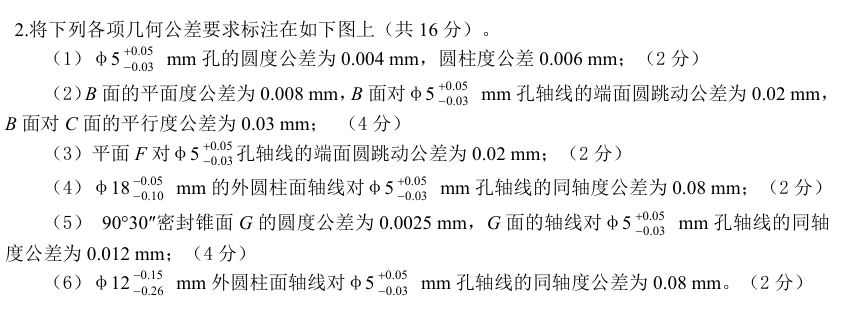 2.将下列各项几何公差要求标注在如下图上（共 16 分）。
（1）φ5 +0.05 −0.03 mm 孔的圆度公差为 0.004 mm，圆柱度公差 0.006 mm；（2 分）
（2）B 面的平面度公差为 0.008 mm，B 面对φ5 +0.05 −0.03 mm 孔轴线的端面圆跳动公差为 0.02 mm，
B 面对 C 面的平行度公差为 0.03 mm； （4 分）
（3）平面 F 对φ5 +0.05 −0.03 孔轴线的端面圆跳动公差为 0.02 mm；（2 分）
（4）φ18 −0.05 −0.10 mm 的外圆柱面轴线对φ5 +0.05 −0.03 mm 孔轴线的同轴度公差为 0.08 mm；（2 分）
（5） 90°30″密封锥面 G 的圆度公差为 0.0025 mm，G 面的轴线对φ5 +0.05 −0.03 mm 孔轴线的同轴
度公差为 0.012 mm；（4 分）
（6）φ12 −0.15 −0.26 mm 外圆柱面轴线对φ5 +0.05 −0.03 mm 孔轴线的同轴度公差为 0.08 mm。（2 分）